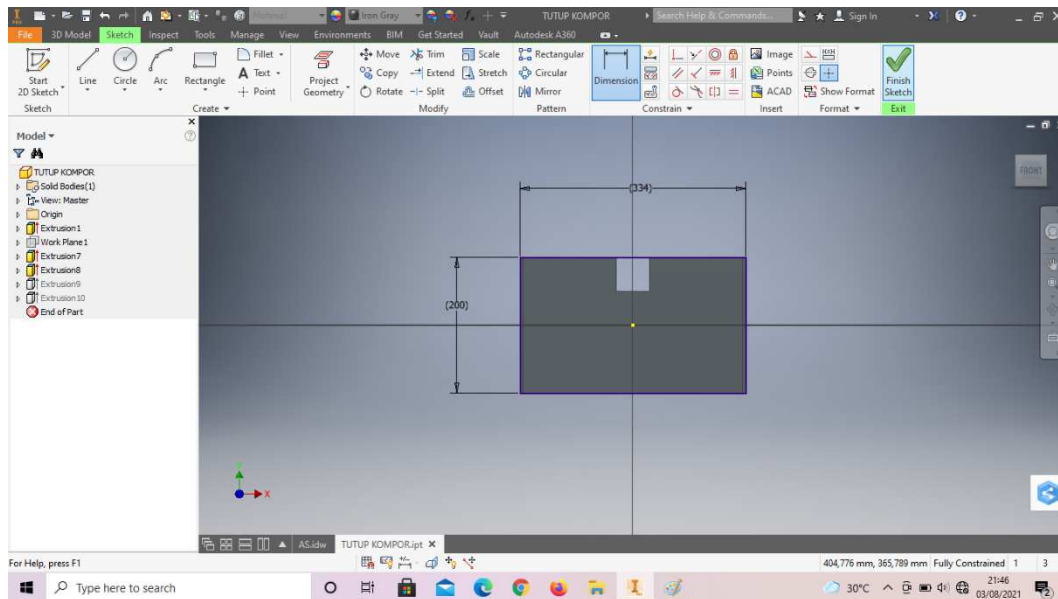 PRO
Material
Iron Gray
TUTUP KOMPOR
Search Help & Commands...
Sign In
File 3D Model Sketch Inspect Tools Manage View Environments BIM Get Started Vault Autodesk A360
Start
2D Sketch
Line
Circle
Arc
Rectangle
Fillet
Text
Point
Project
Geometry
Move
Trim
Scale
Copy
Extend
Stretch
Rotate
Split
Offset
Rectangular
Circular
Mirror
Dimension
Image
Points
ACAD
Show Format
Finish
Sketch
Sketch Create Modify Pattern Constrain Insert Format Exit
Model
TUTUP KOMPOR
Solid Bodies(1)
View: Master
Origin
Extrusion1
Work Plane1
Extrusion7
Extrusion8
Extrusion9
Extrusion10
End of Part
(334)
(200)
FRONT
Y
X
AS.idw TUTUP KOMPOR.ipt
For Help, press F1
404,776 mm, 365,789 mm Fully Constrained 1 3
Type here to search
30°C
21:46
03/08/2021
2